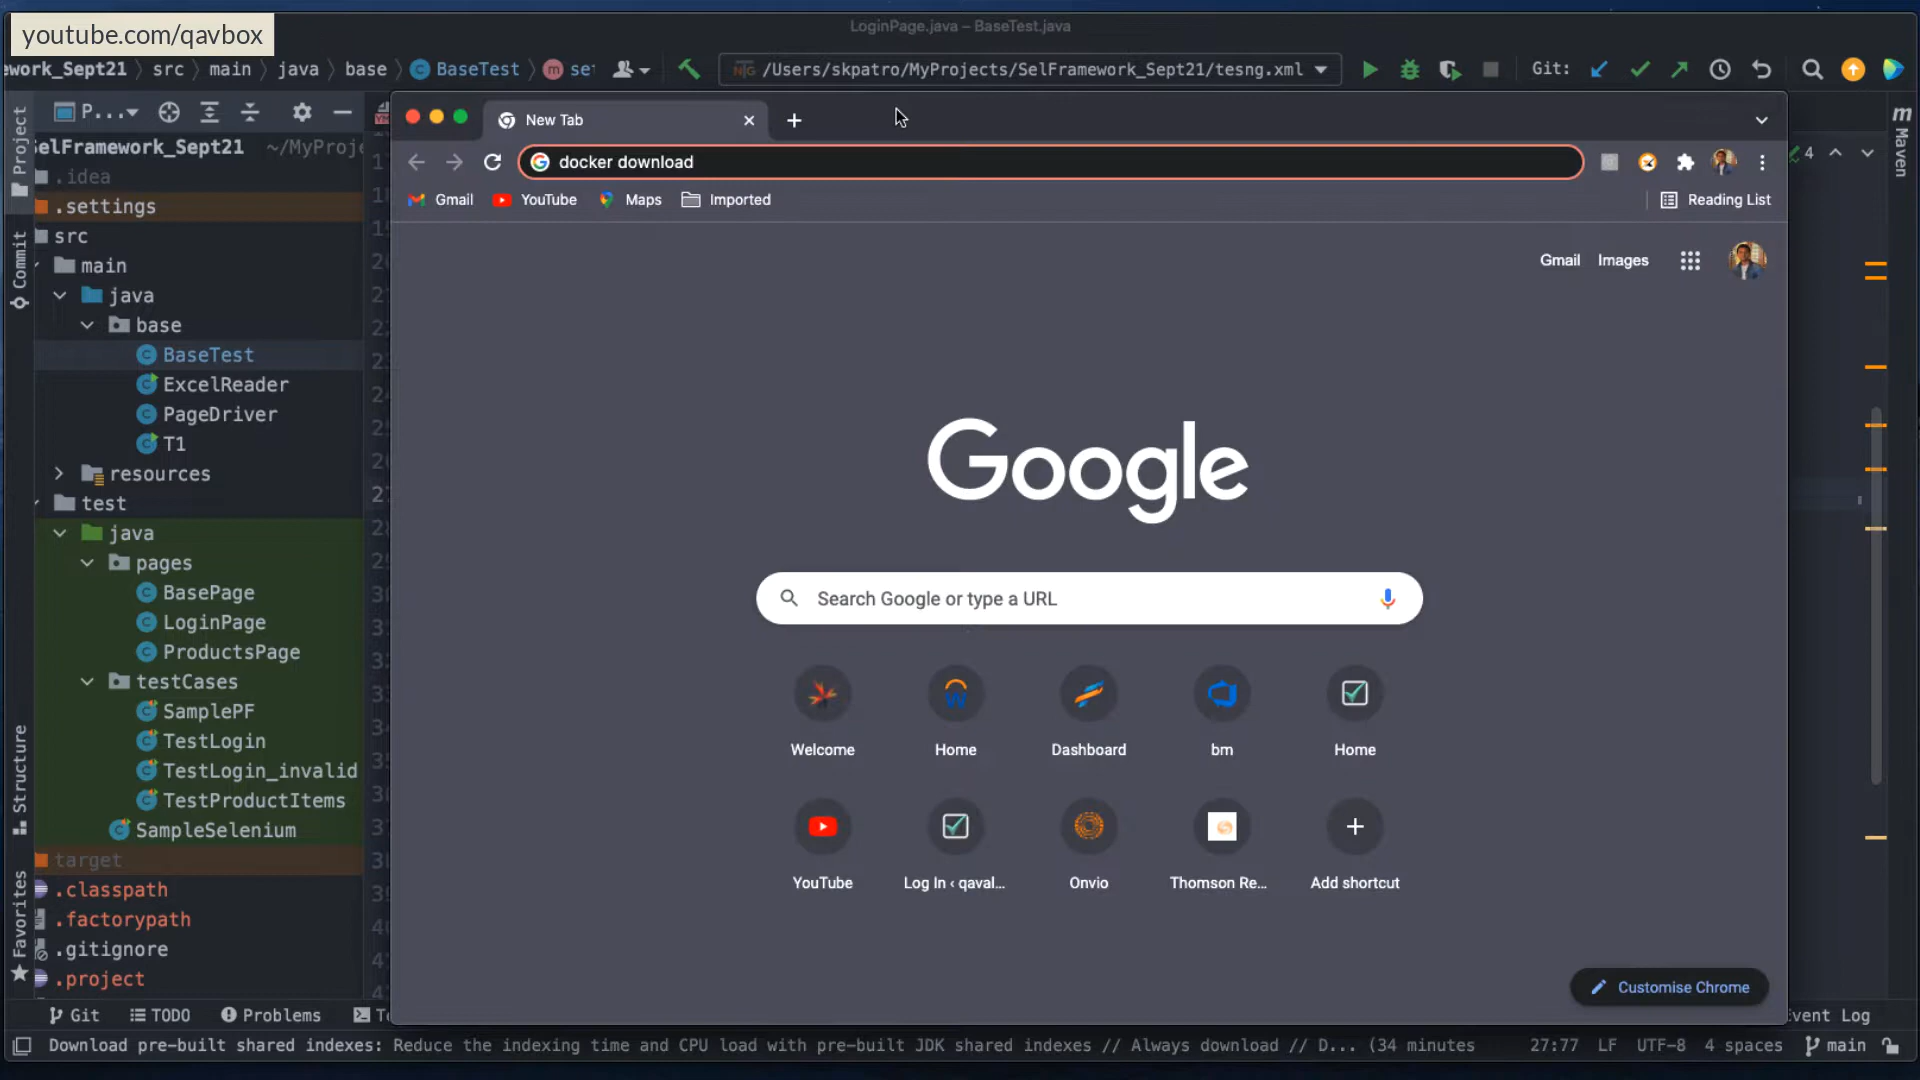 youtube.com/qavbox
LoginPage.java – BaseTest.java
ework_Sept21 src main java base BaseTest
/Users/skpatro/MyProjects/SelFramework_Sept21/tesng.xml
Git:
P...
New Tab
docker download
Gmail YouTube Maps Imported
Reading List
4
Gmail Images
Google
Search Google or type a URL
Welcome Home Dashboard bm Home
YouTube Log In ‹ qaval... Onvio Thomson Re... Add shortcut
Customise Chrome
Project
Commit
Structure
Favorites
Maven
SelFramework_Sept21 ~/MyProje
.idea
.settings
src
main
java
base
BaseTest
ExcelReader
PageDriver
T1
resources
test
java
pages
BasePage
LoginPage
ProductsPage
testCases
SamplePF
TestLogin
TestLogin_invalid
TestProductItems
SampleSelenium
target
.classpath
.factorypath
.gitignore
.project
Git TODO Problems
Event Log
Download pre-built shared indexes: Reduce the indexing time and CPU load with pre-built JDK shared indexes // Always download // D... (34 minutes 27:77 LF UTF-8 4 spaces main